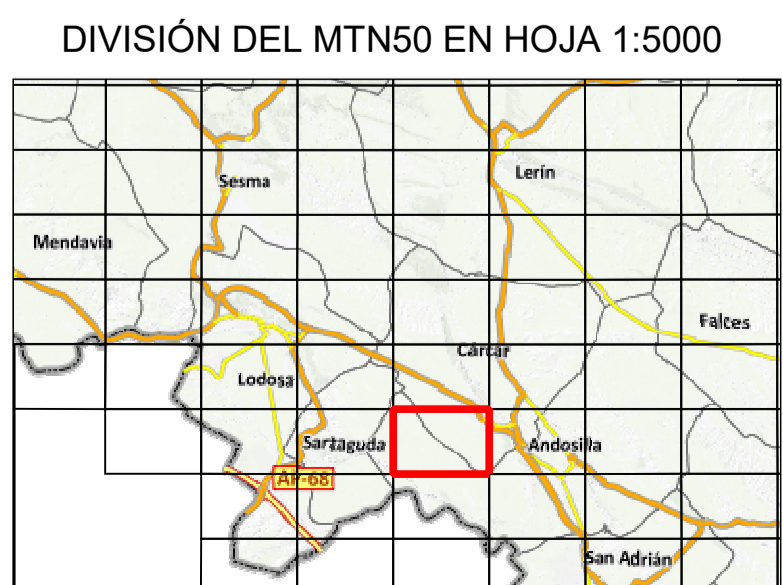 DIVISIÓN DEL MTN50 EN HOJA 1:5000
Lerín
Sesma
Mendavia
Falces
Cárcar
Lodosa
Sartaguda
Andosilla
AP-68
San Adrián